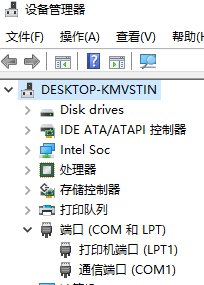 设备管理器
文件(F) 操作(A) 查看(V) 帮助(H
DESKTOP-KMVSTIN
Disk drives
IDE ATA/ATAPI 控制器
Intel Soc
处理器
存储控制器
打印队列
端口 (COM 和 LPT)
打印机端口 (LPT1)
通信端口 (COM1)